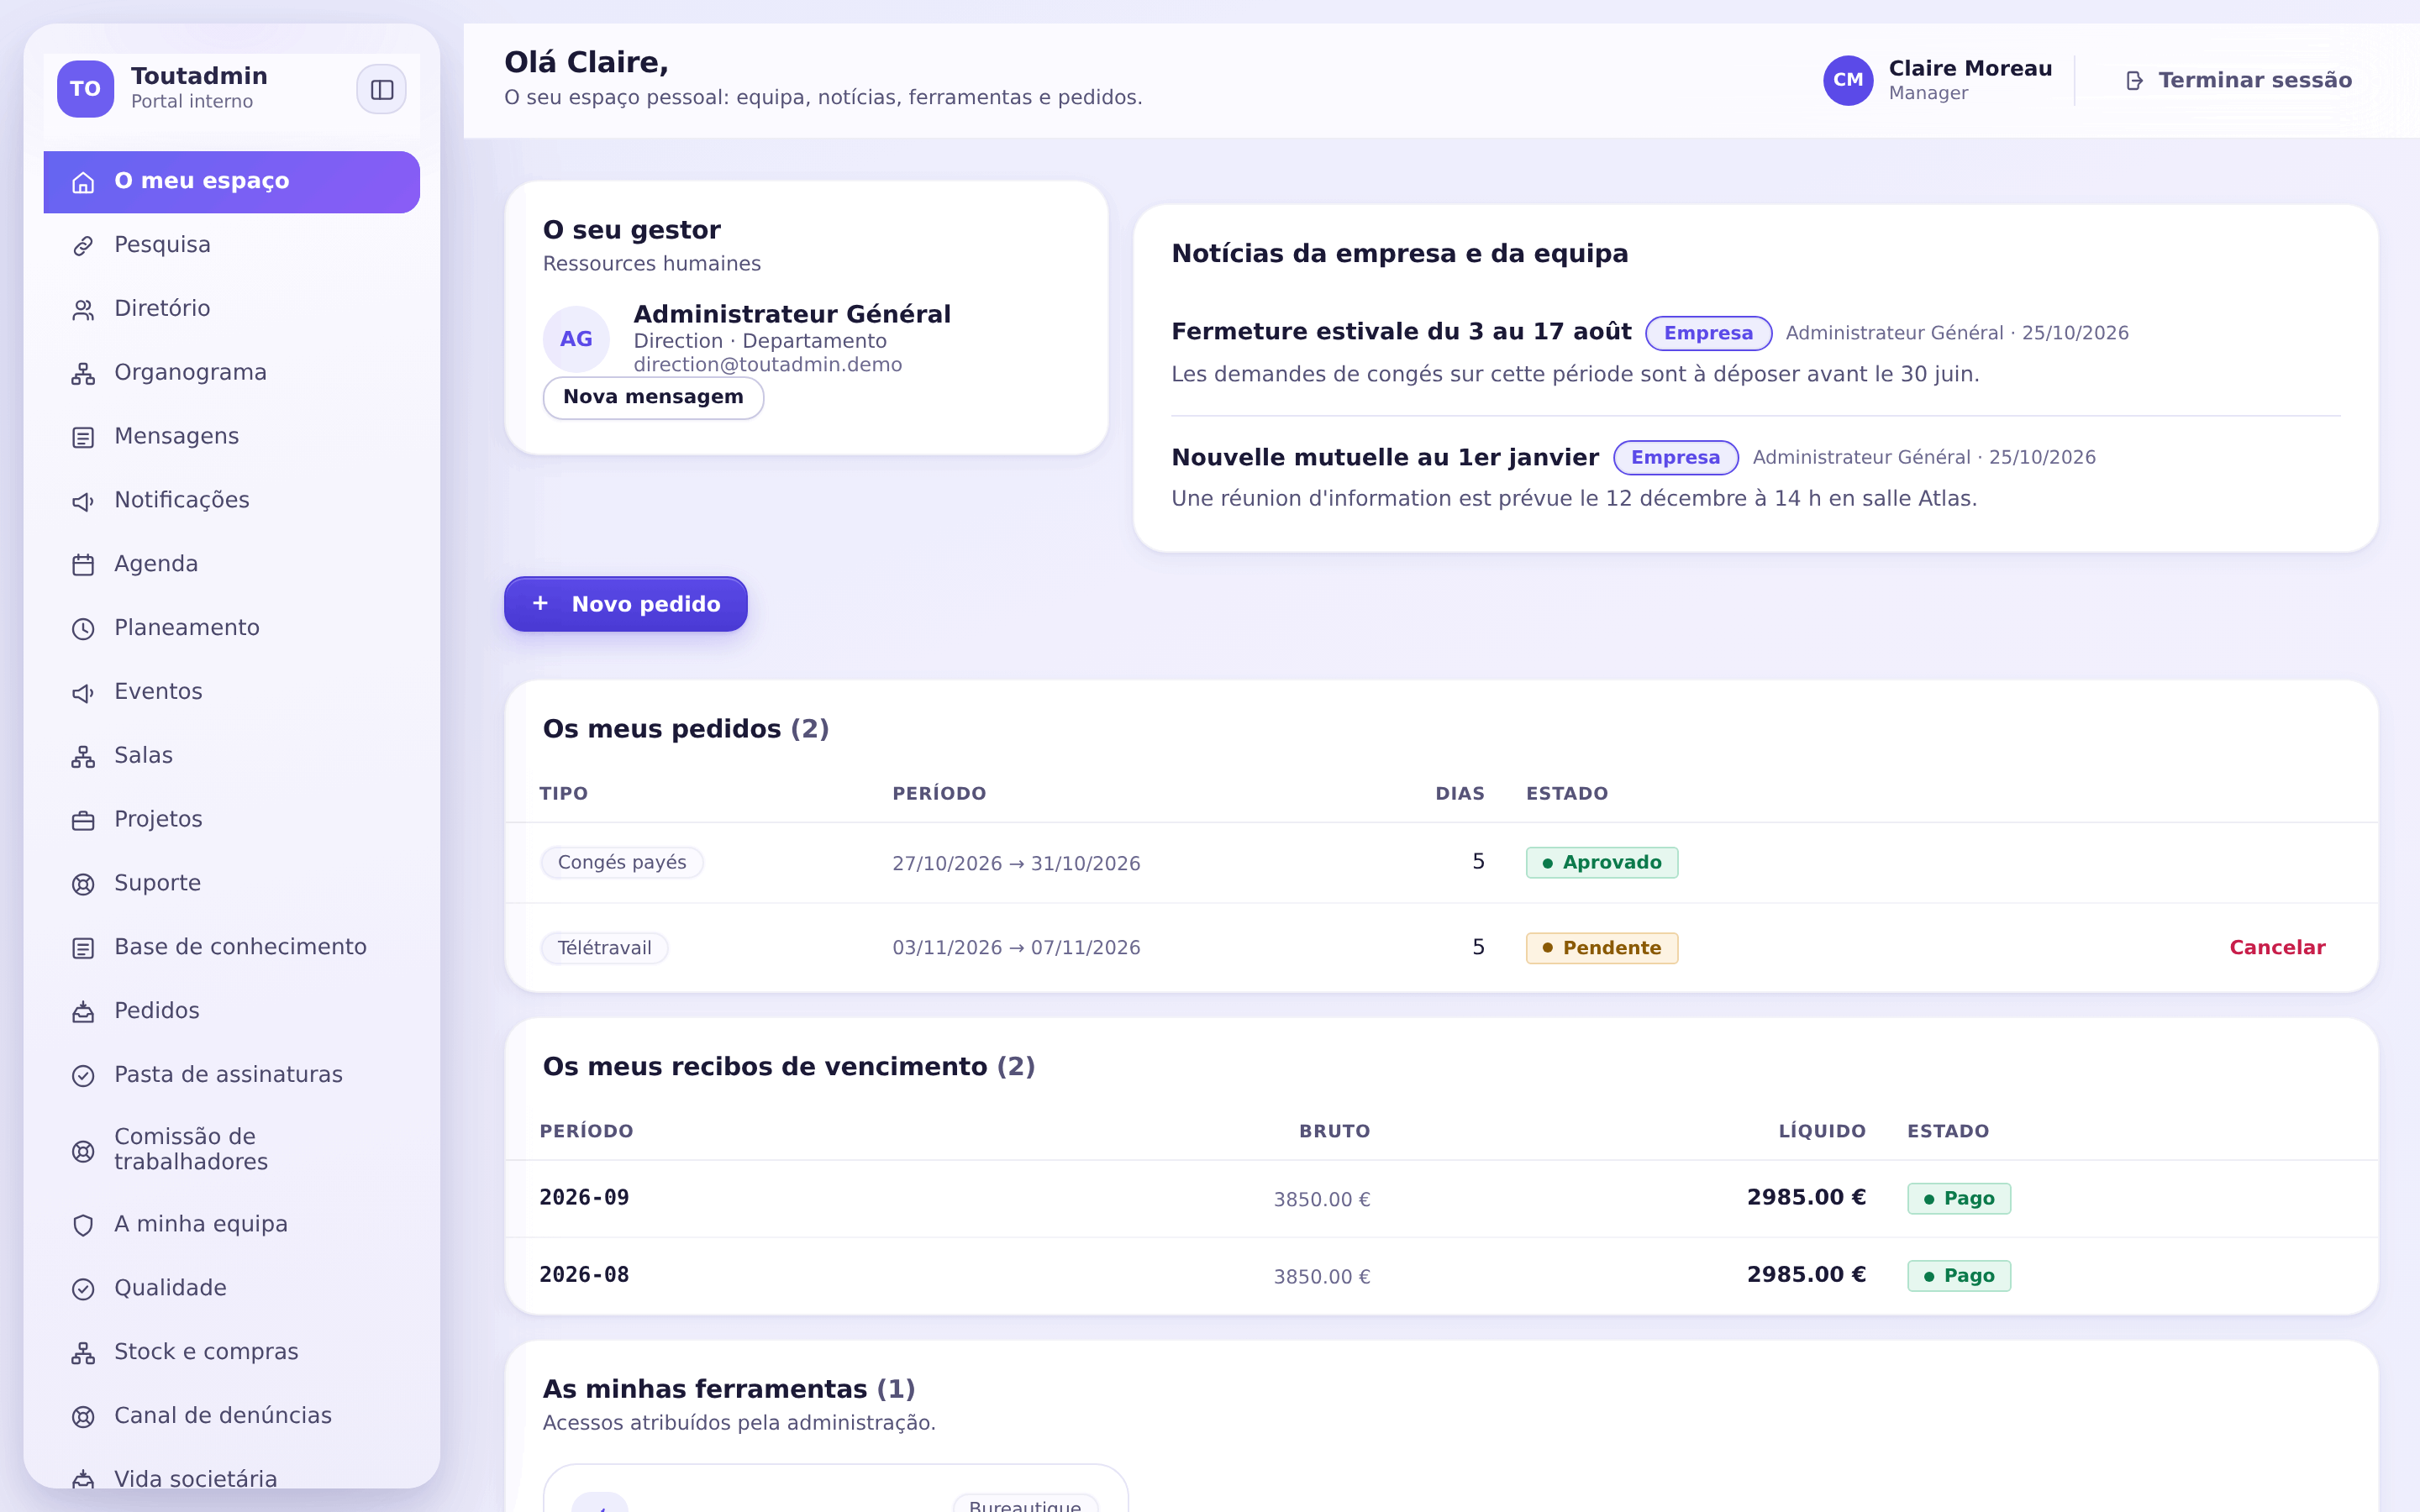 TO
Toutadmin
Portal interno
O meu espaço
Pesquisa
Diretório
Organograma
Mensagens
Notificações
Agenda
Planeamento
Eventos
Salas
Projetos
Suporte
Base de conhecimento
Pedidos
Pasta de assinaturas
Comissão de
trabalhadores
A minha equipa
Qualidade
Stock e compras
Canal de denúncias
Vida societária
Olá Claire,
O seu espaço pessoal: equipa, notícias, ferramentas e pedidos.
CM
Claire Moreau
Manager
Terminar sessão
O seu gestor
Ressources humaines
AG
Administrateur Général
Direction · Departamento
direction@toutadmin.demo
Nova mensagem
Notícias da empresa e da equipa
Fermeture estivale du 3 au 17 août Empresa Administrateur Général · 25/10/2026
Les demandes de congés sur cette période sont à déposer avant le 30 juin.
Nouvelle mutuelle au 1er janvier Empresa Administrateur Général · 25/10/2026
Une réunion d'information est prévue le 12 décembre à 14 h en salle Atlas.
+ Novo pedido
Os meus pedidos (2)
TIPO PERÍODO DIAS ESTADO
Congés payés 27/10/2026 → 31/10/2026 5 Aprovado
Télétravail 03/11/2026 → 07/11/2026 5 Pendente Cancelar
Os meus recibos de vencimento (2)
PERÍODO BRUTO LÍQUIDO ESTADO
2026-09 3850.00 € 2985.00 € Pago
2026-08 3850.00 € 2985.00 € Pago
As minhas ferramentas (1)
Acessos atribuídos pela administração.
Bureautique